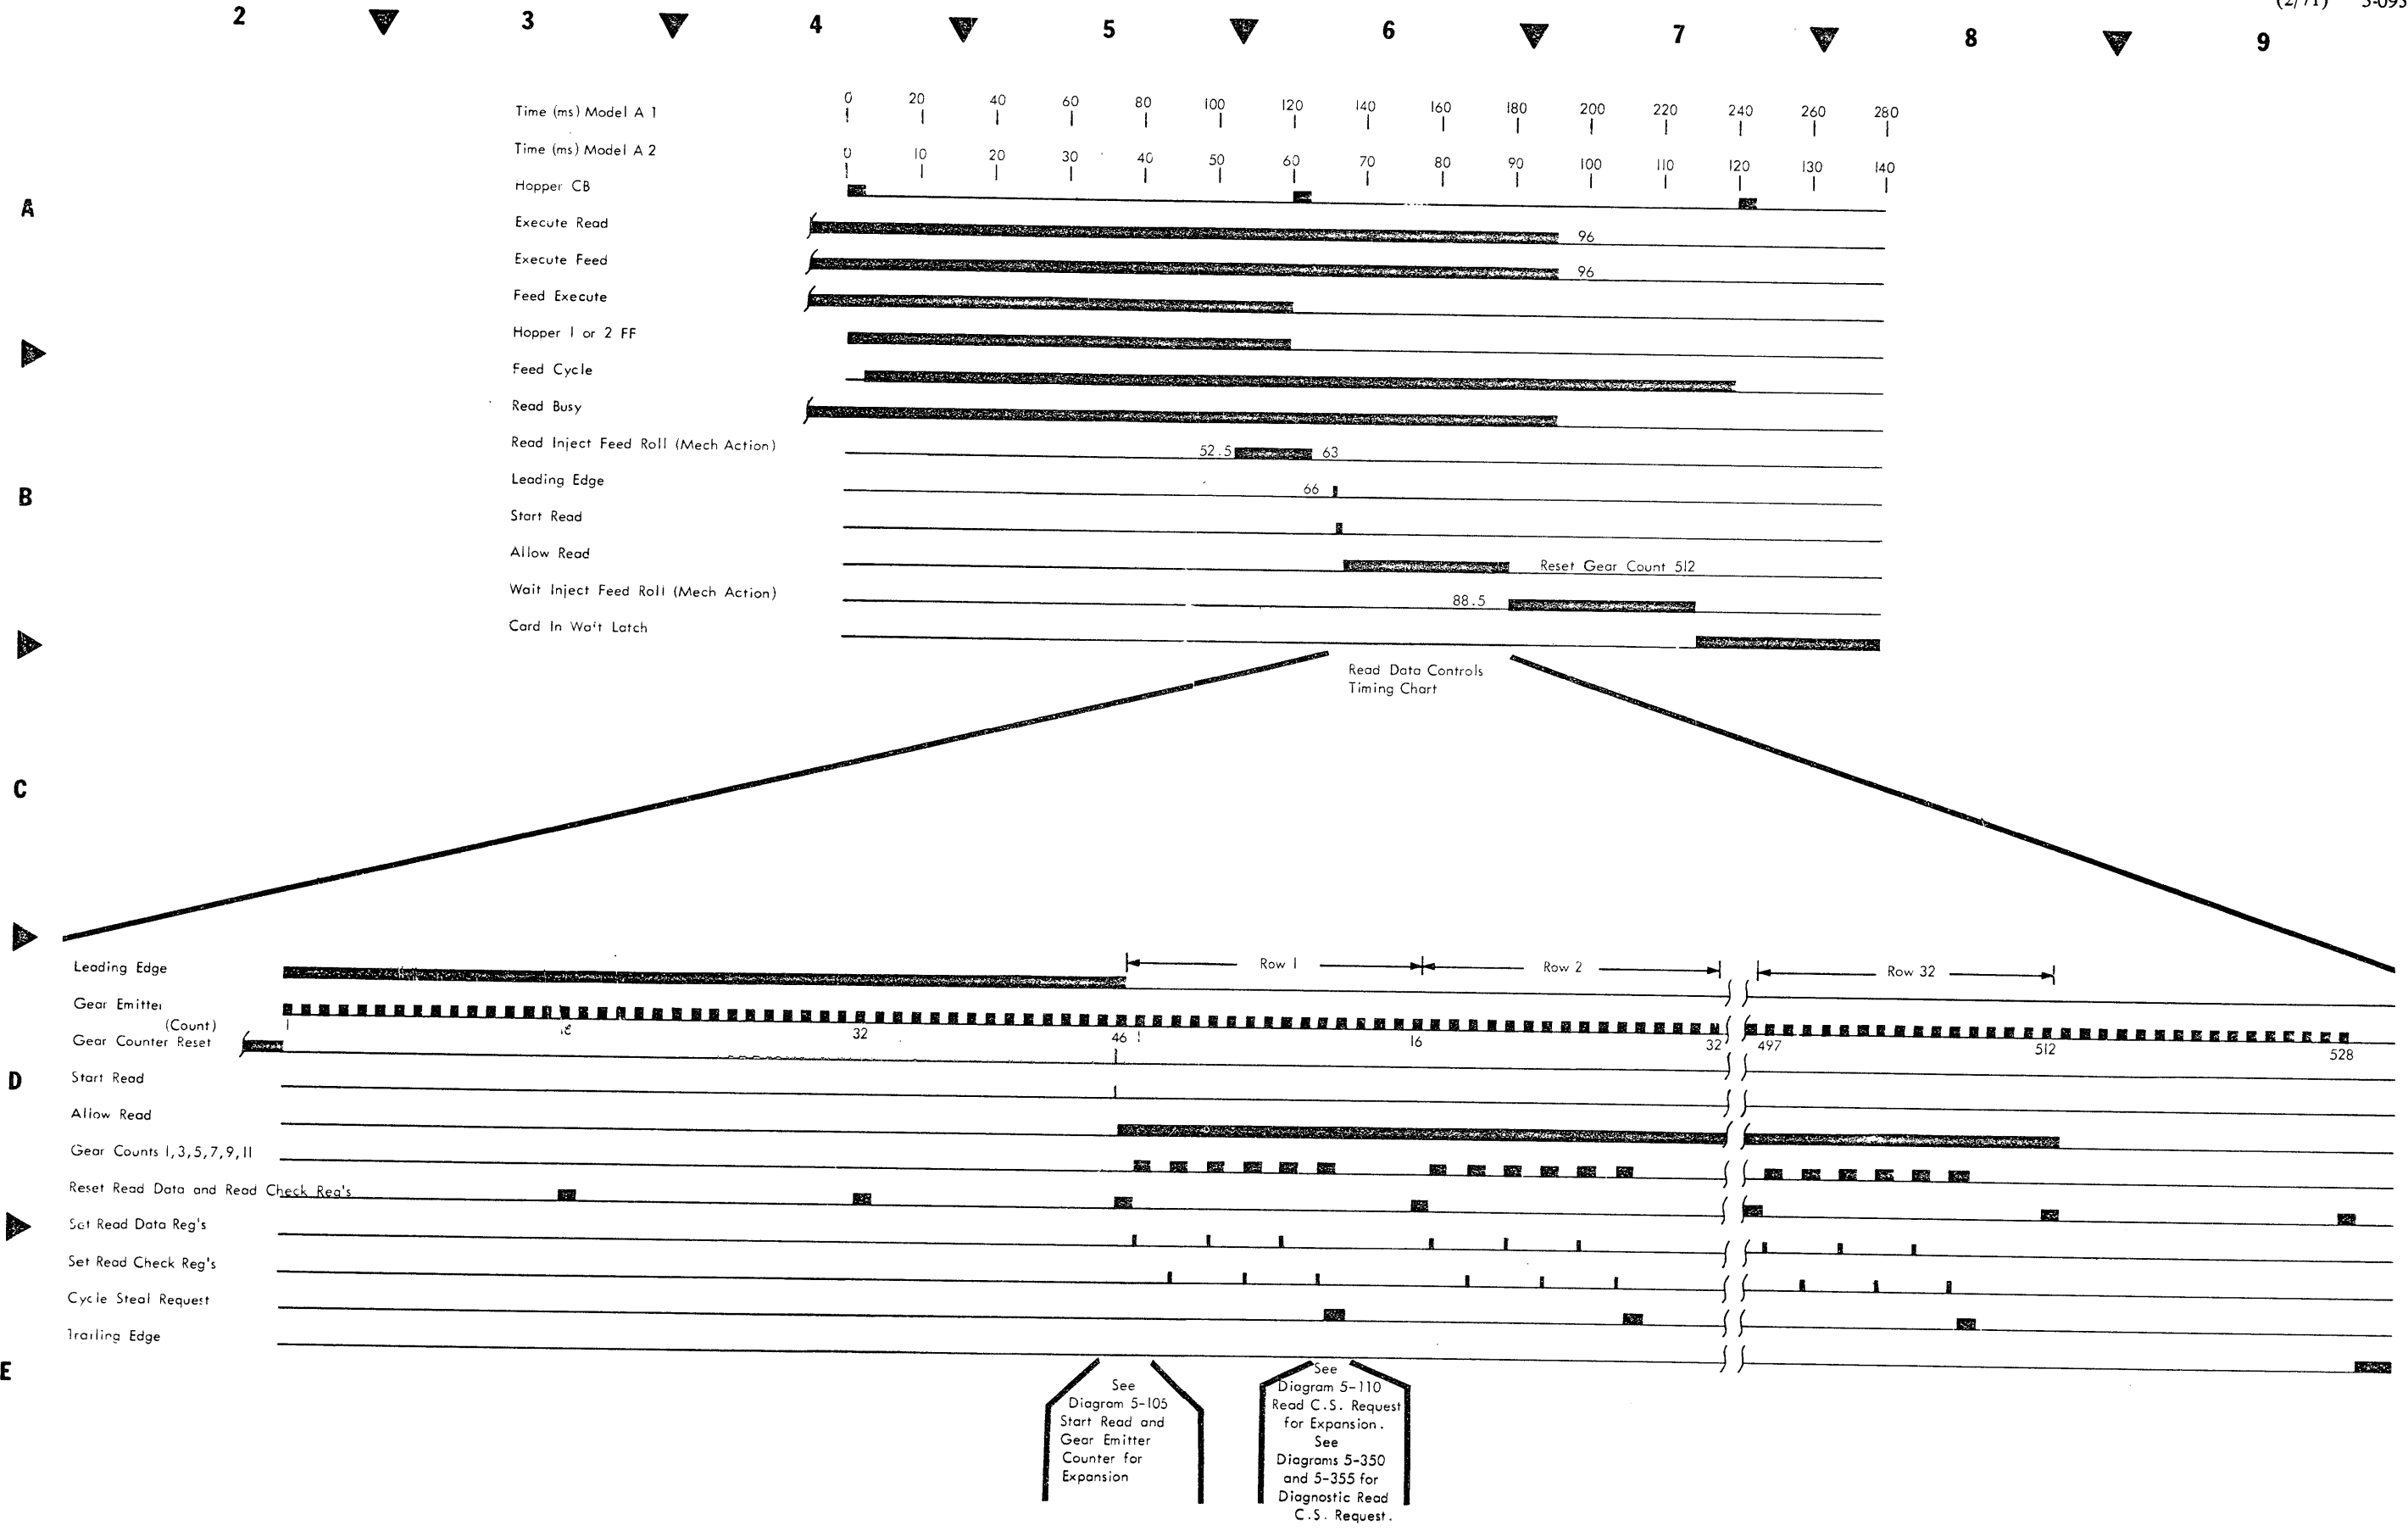 (2/71) 5-095
2 3 4 5 6 7 8 9
Time (ms) Model A 1
0 20 40 60 80 100 120 140 160 180 200 220 240 260 280
Time (ms) Model A 2
0 10 20 30 40 50 60 70 80 90 100 110 120 130 140
Hopper CB
A
Execute Read
96
Execute Feed
96
Feed Execute
Hopper 1 or 2 FF
Feed Cycle
Read Busy
Read Inject Feed Roll (Mech Action)
52.5 63
Leading Edge
66
B
Start Read
Allow Read
Reset Gear Count 512
Wait Inject Feed Roll (Mech Action)
88.5
Card In Wait Latch
Read Data Controls
Timing Chart
C
Leading Edge
Row 1 Row 2 Row 32
Gear Emitter
(Count)
1 16 32 46 1 16 32 497 512 528
Gear Counter Reset
D
Start Read
Allow Read
Gear Counts 1,3,5,7,9,11
Reset Read Data and Read Check Reg's
Set Read Data Reg's
Set Read Check Reg's
Cycle Steal Request
Trailing Edge
E
See
Diagram 5-105
Start Read and
Gear Emitter
Counter for
Expansion
See
Diagram 5-110
Read C.S. Request
for Expansion.
See
Diagrams 5-350
and 5-355 for
Diagnostic Read
C.S. Request.